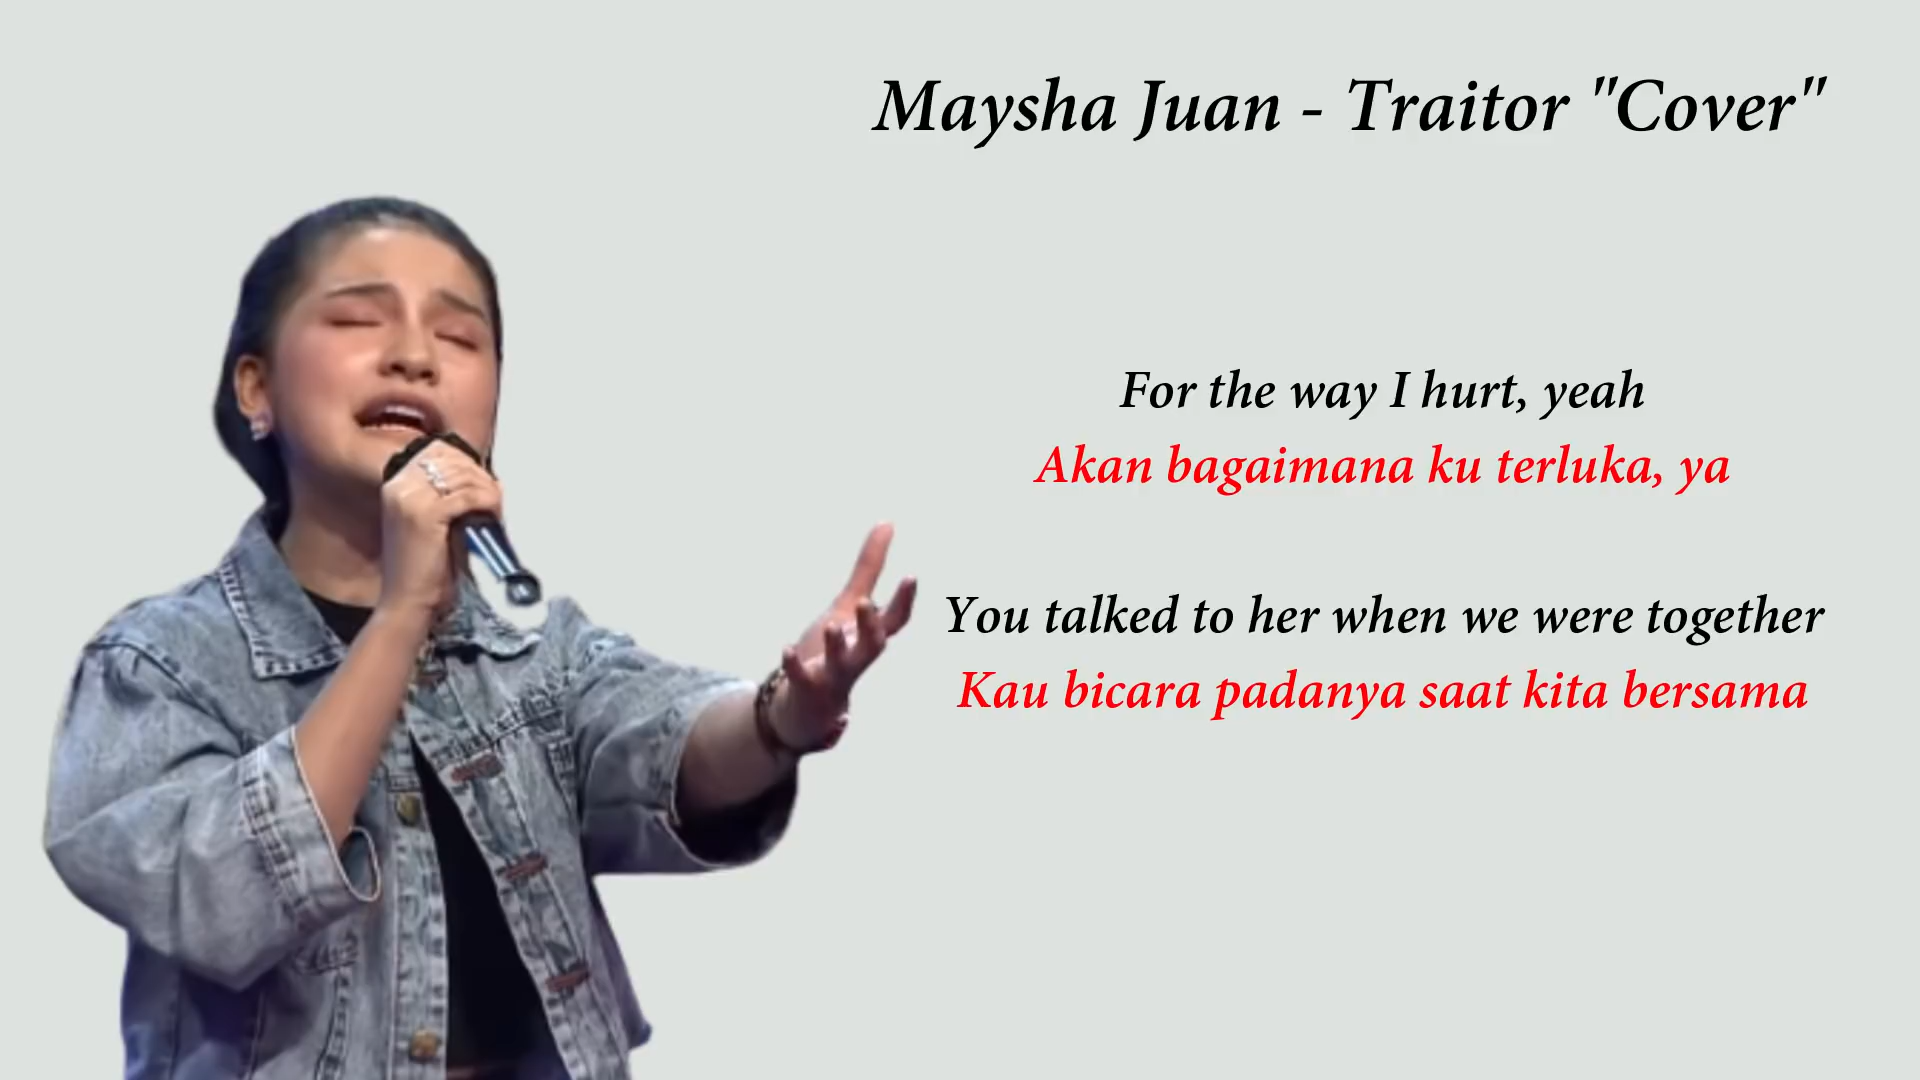 Maysha Juan - Traitor "Cover"
For the way I hurt, yeah
Akan bagaimana ku terluka, ya
You talked to her when we were together
Kau bicara padanya saat kita bersama